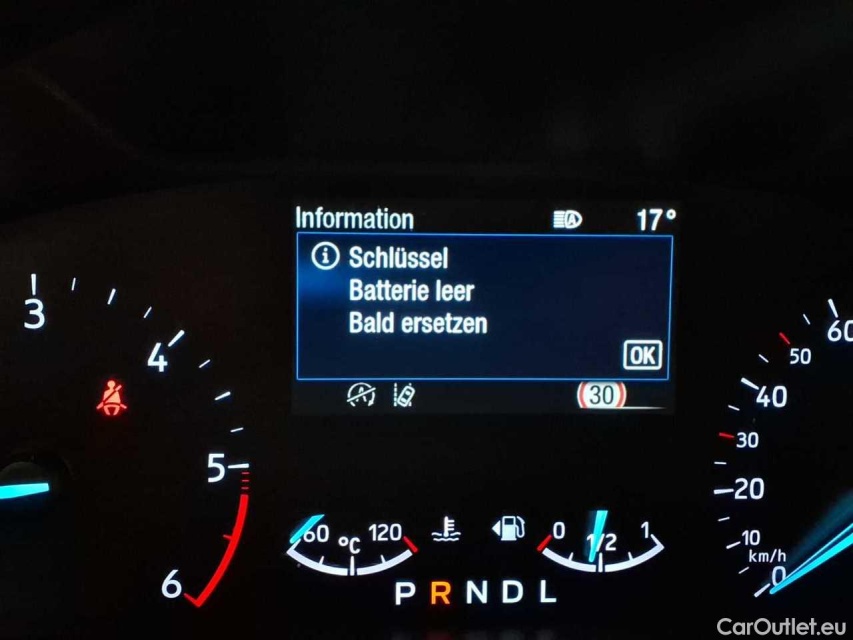 Information 17°
Schlüssel
Batterie leer
Bald ersetzen
OK
30
3
4
5
6
60 °C 120
0 1/2 1
P R N D L
60
50
40
30
20
10
km/h
0
CarOutlet.eu